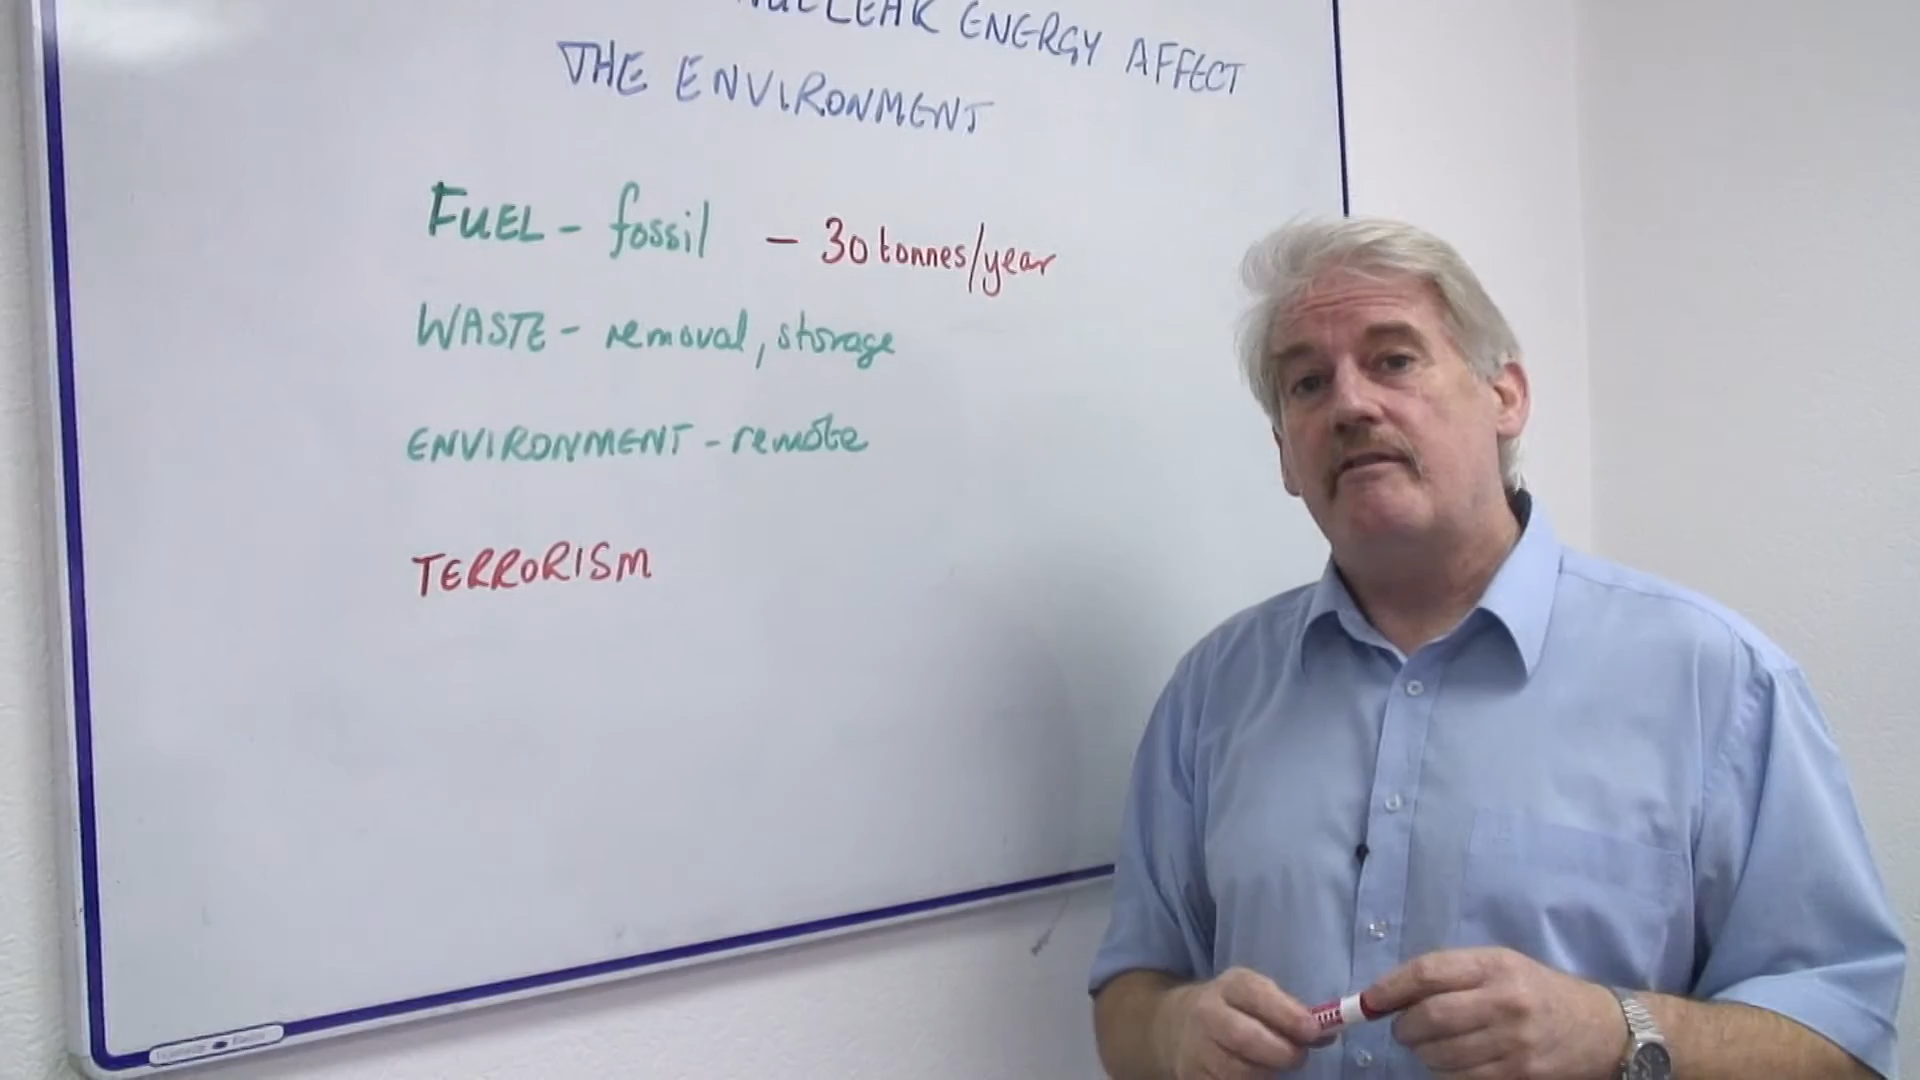 NUCLEAR ENERGY AFFECT
THE ENVIRONMENT
FUEL - fossil - 30 tonnes/year
WASTE - removal, storage
ENVIRONMENT - remote
TERRORISM